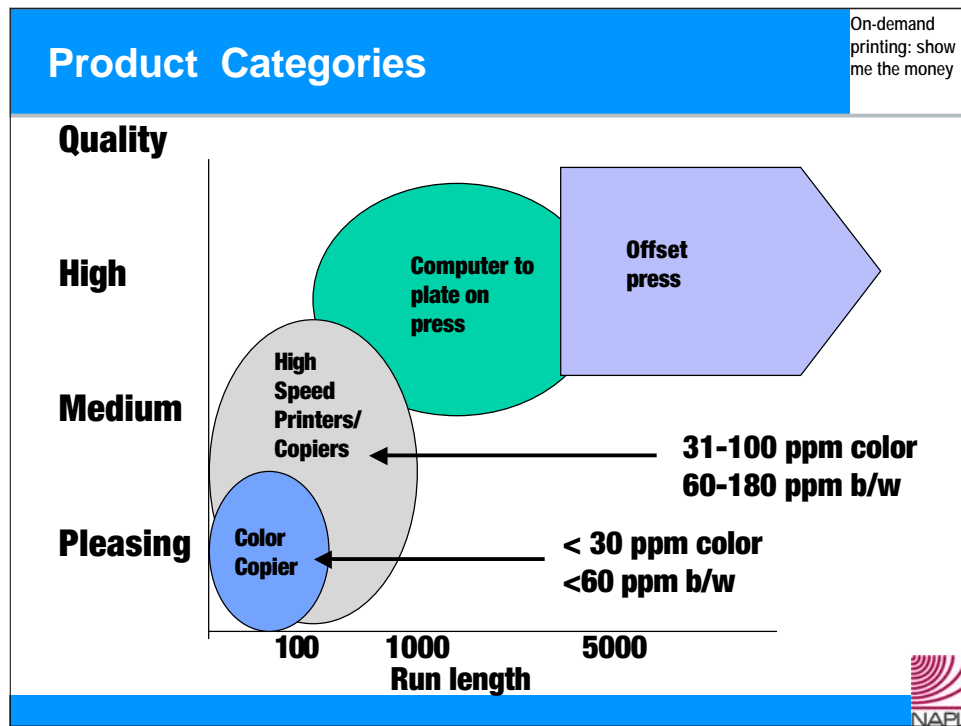 Product Categories
On-demand
printing: show
me the money
Quality
High
Medium
Pleasing
Computer to
plate on
press
Offset
press
High
Speed
Printers/
Copiers
31-100 ppm color
60-180 ppm b/w
Color
Copier
< 30 ppm color
<60 ppm b/w
100 1000 5000
Run length
NAPL